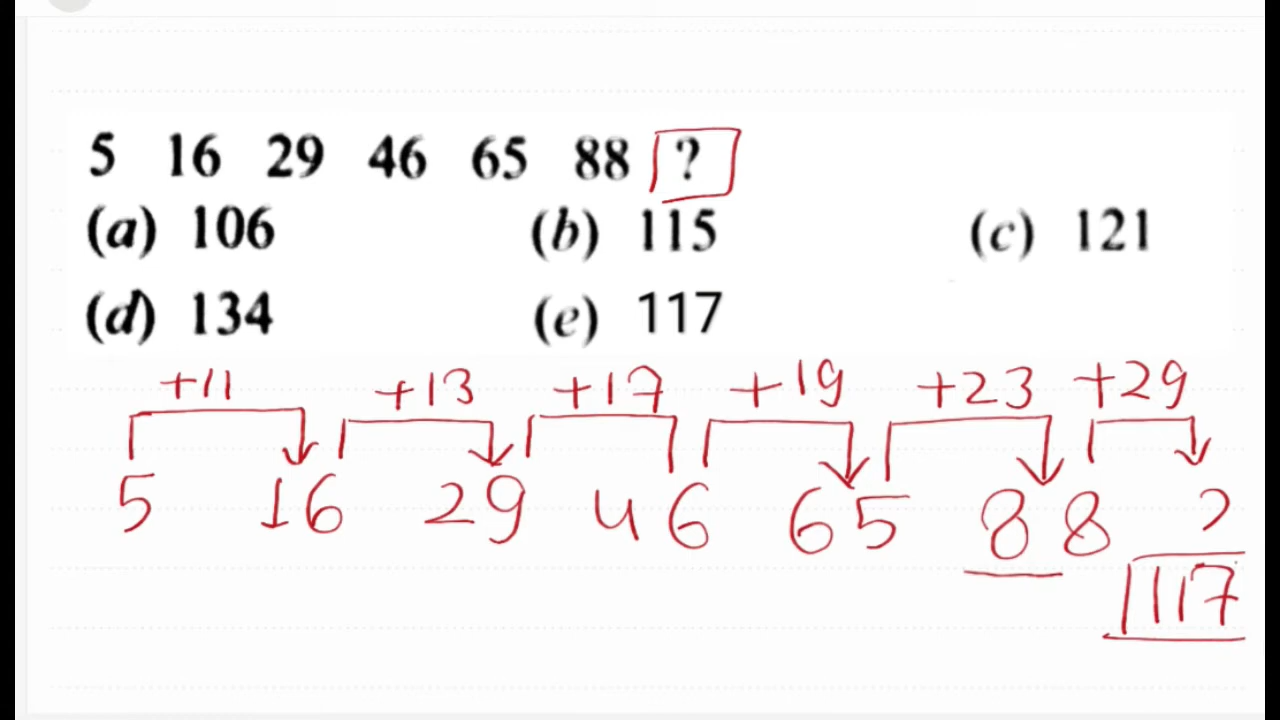 5 16 29 46 65 88 ?
(a) 106 (b) 115 (c) 121
(d) 134 (e) 117
+11 +13 +17 +19 +23 +29
5 16 29 46 65 88 ?
117